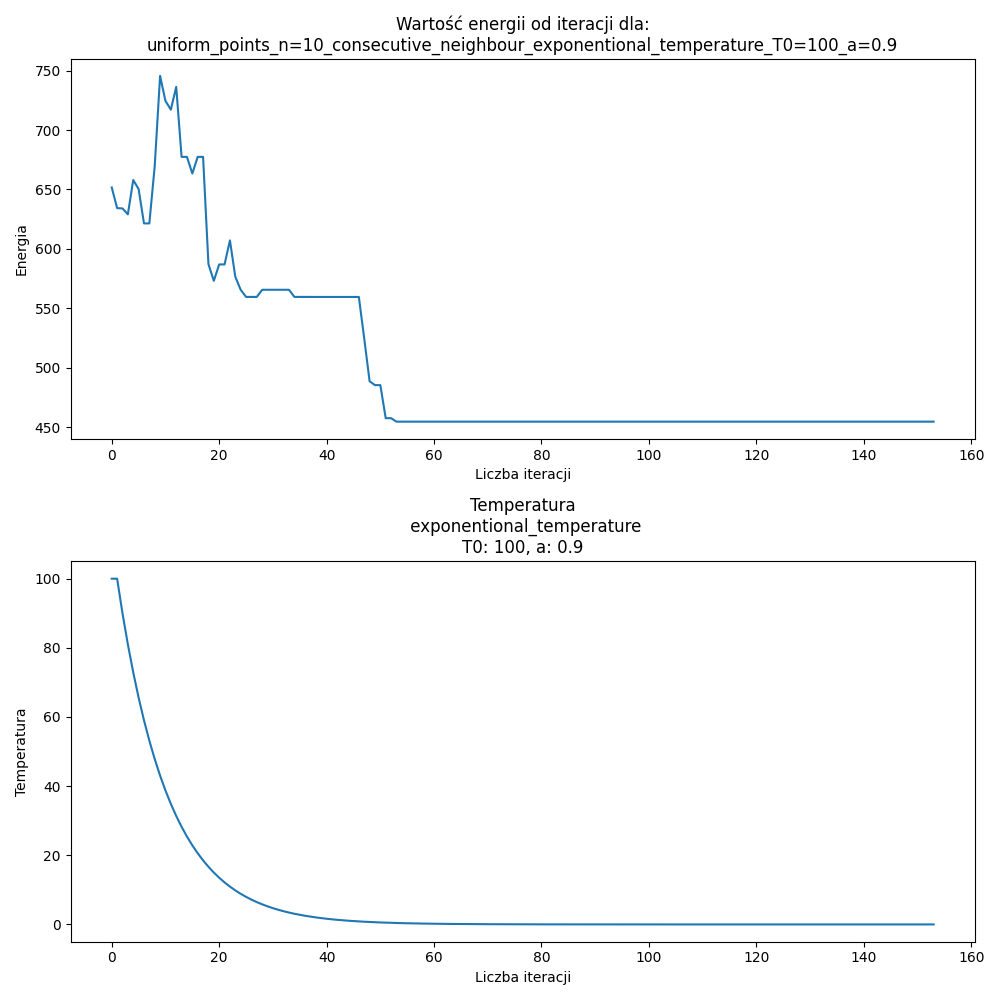 Wartość energii od iteracji dla:
uniform_points_n=10_consecutive_neighbour_exponentional_temperature_T0=100_a=0.9
750
700
650
600
550
500
450
Energia
0 20 40 60 80 100 120 140 160
Liczba iteracji
Temperatura
exponentional_temperature
T0: 100, a: 0.9
100
80
60
40
20
0
Temperatura
0 20 40 60 80 100 120 140 160
Liczba iteracji